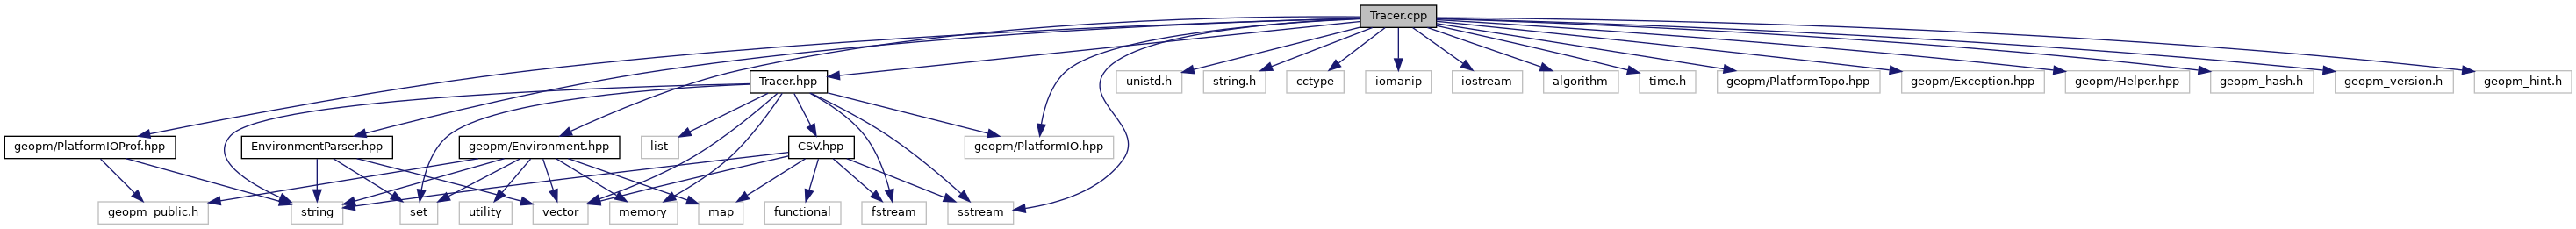 Tracer.cpp
Tracer.hpp
unistd.h
string.h
cctype
iomanip
iostream
algorithm
time.h
geopm/PlatformTopo.hpp
geopm/Exception.hpp
geopm/Helper.hpp
geopm_hash.h
geopm_version.h
geopm_hint.h
geopm/PlatformIOProf.hpp
EnvironmentParser.hpp
geopm/Environment.hpp
list
CSV.hpp
geopm/PlatformIO.hpp
geopm_public.h
string
set
utility
vector
memory
map
functional
fstream
sstream